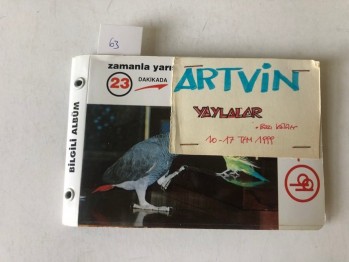 63
zamanla yarı
23 DAKİKADA
BİLGİLİ ALBÜM
ARTVİN
YAYLALAR
10-17 TEM 1999